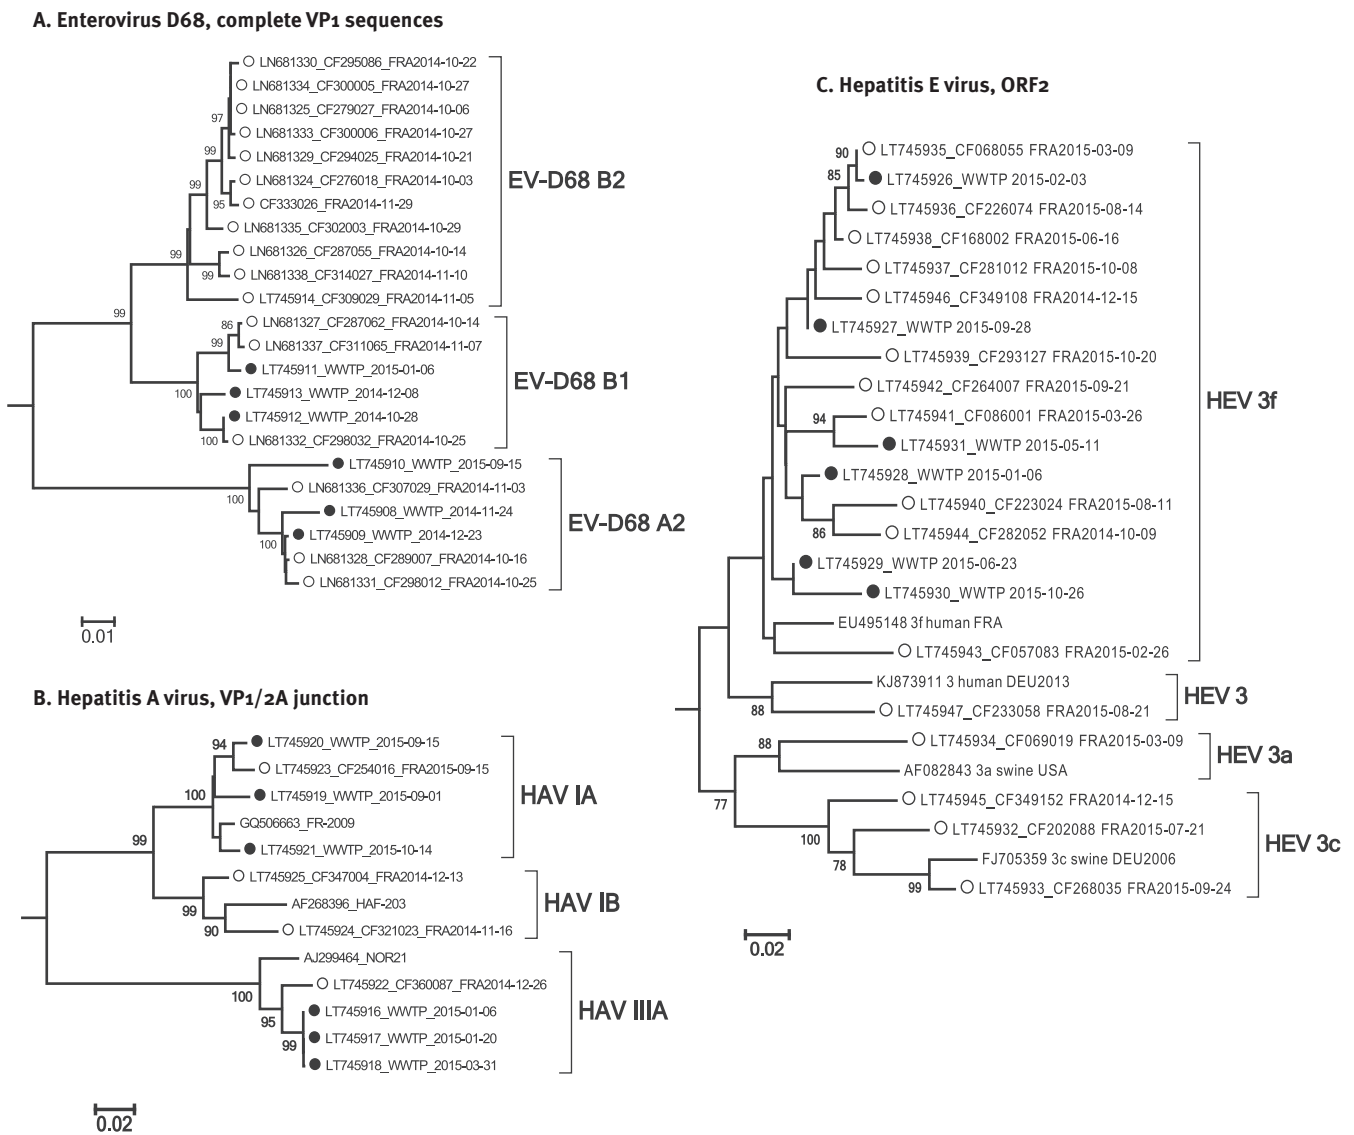 A. Enterovirus D68, complete VP1 sequences
LN681330_CF295086_FRA2014-10-22
LN681334_CF300005_FRA2014-10-27
97
LN681325_CF279027_FRA2014-10-06
LN681333_CF300006_FRA2014-10-27
99
LN681329_CF294025_FRA2014-10-21
LN681324_CF276018_FRA2014-10-03
EV-D68 B2
99
95
CF333026_FRA2014-11-29
LN681335_CF302003_FRA2014-10-29
99
LN681326_CF287055_FRA2014-10-14
99
LN681338_CF314027_FRA2014-11-10
LT745914_CF309029_FRA2014-11-05
99
86
LN681327_CF287062_FRA2014-10-14
99
LN681337_CF311065_FRA2014-11-07
LT745911_WWTP_2015-01-06
EV-D68 B1
100
LT745913_WWTP_2014-12-08
LT745912_WWTP_2014-10-28
100
LN681332_CF298032_FRA2014-10-25
LT745910_WWTP_2015-09-15
100
LN681336_CF307029_FRA2014-11-03
LT745908_WWTP_2014-11-24
EV-D68 A2
LT745909_WWTP_2014-12-23
100
LN681328_CF289007_FRA2014-10-16
LN681331_CF298012_FRA2014-10-25
0.01
B. Hepatitis A virus, VP1/2A junction
94
LT745920_WWTP_2015-09-15
LT745923_CF254016_FRA2015-09-15
100
LT745919_WWTP_2015-09-01
HAV IA
GQ506663_FR-2009
99
LT745921_WWTP_2015-10-14
LT745925_CF347004_FRA2014-12-13
99
AF268396_HAF-203
HAV IB
90
LT745924_CF321023_FRA2014-11-16
AJ299464_NOR21
100
LT745922_CF360087_FRA2014-12-26
LT745916_WWTP_2015-01-06
HAV IIIA
95
LT745917_WWTP_2015-01-20
99
LT745918_WWTP_2015-03-31
0.02
C. Hepatitis E virus, ORF2
90
LT745935_CF068055 FRA2015-03-09
85
LT745926_WWTP 2015-02-03
LT745936_CF226074 FRA2015-08-14
LT745938_CF168002 FRA2015-06-16
LT745937_CF281012 FRA2015-10-08
LT745946_CF349108 FRA2014-12-15
LT745927_WWTP 2015-09-28
LT745939_CF293127 FRA2015-10-20
LT745942_CF264007 FRA2015-09-21
HEV 3f
94
LT745941_CF086001 FRA2015-03-26
LT745931_WWTP 2015-05-11
LT745928_WWTP 2015-01-06
LT745940_CF223024 FRA2015-08-11
86
LT745944_CF282052 FRA2014-10-09
LT745929_WWTP 2015-06-23
LT745930_WWTP 2015-10-26
EU495148 3f human FRA
LT745943_CF057083 FRA2015-02-26
KJ873911 3 human DEU2013
HEV 3
88
LT745947_CF233058 FRA2015-08-21
88
LT745934_CF069019 FRA2015-03-09
HEV 3a
AF082843 3a swine USA
77
LT745945_CF349152 FRA2014-12-15
100
LT745932_CF202088 FRA2015-07-21
HEV 3c
78
FJ705359 3c swine DEU2006
99
LT745933_CF268035 FRA2015-09-24
0.02